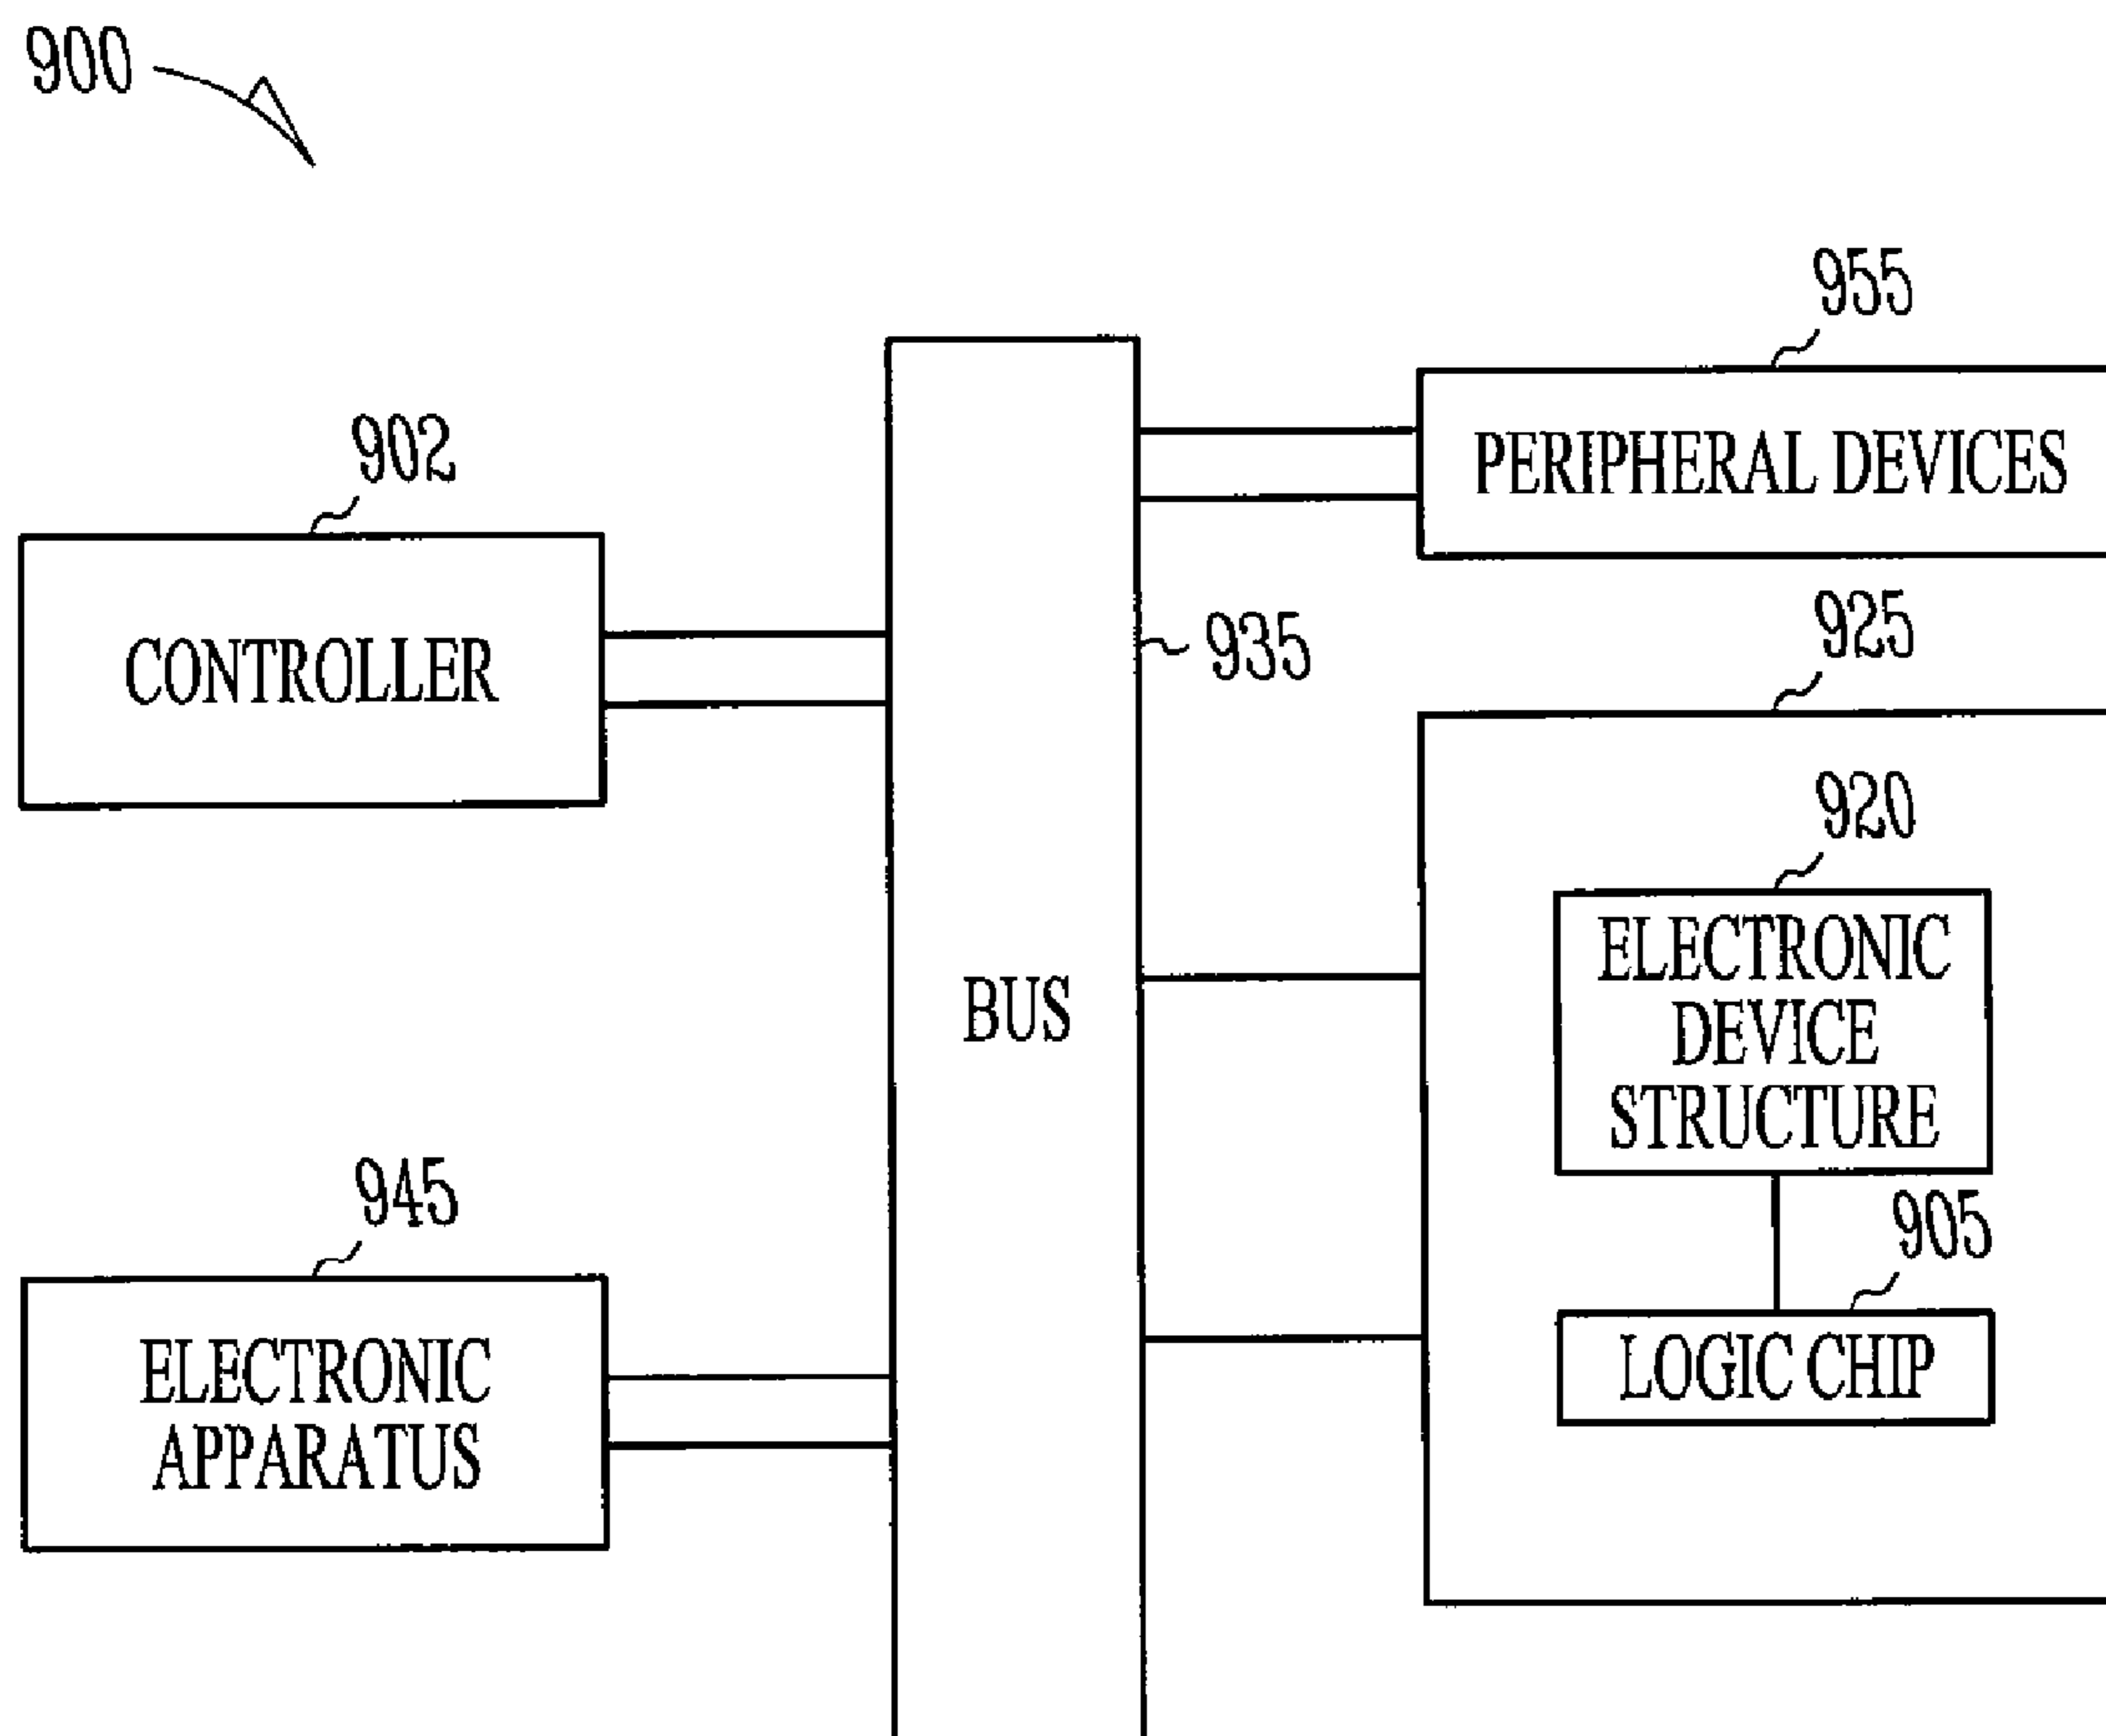 900
955
PERIPHERAL DEVICES
902
CONTROLLER
935
925
920
ELECTRONIC
DEVICE
STRUCTURE
BUS
945
ELECTRONIC
APPARATUS
905
LOGIC CHIP